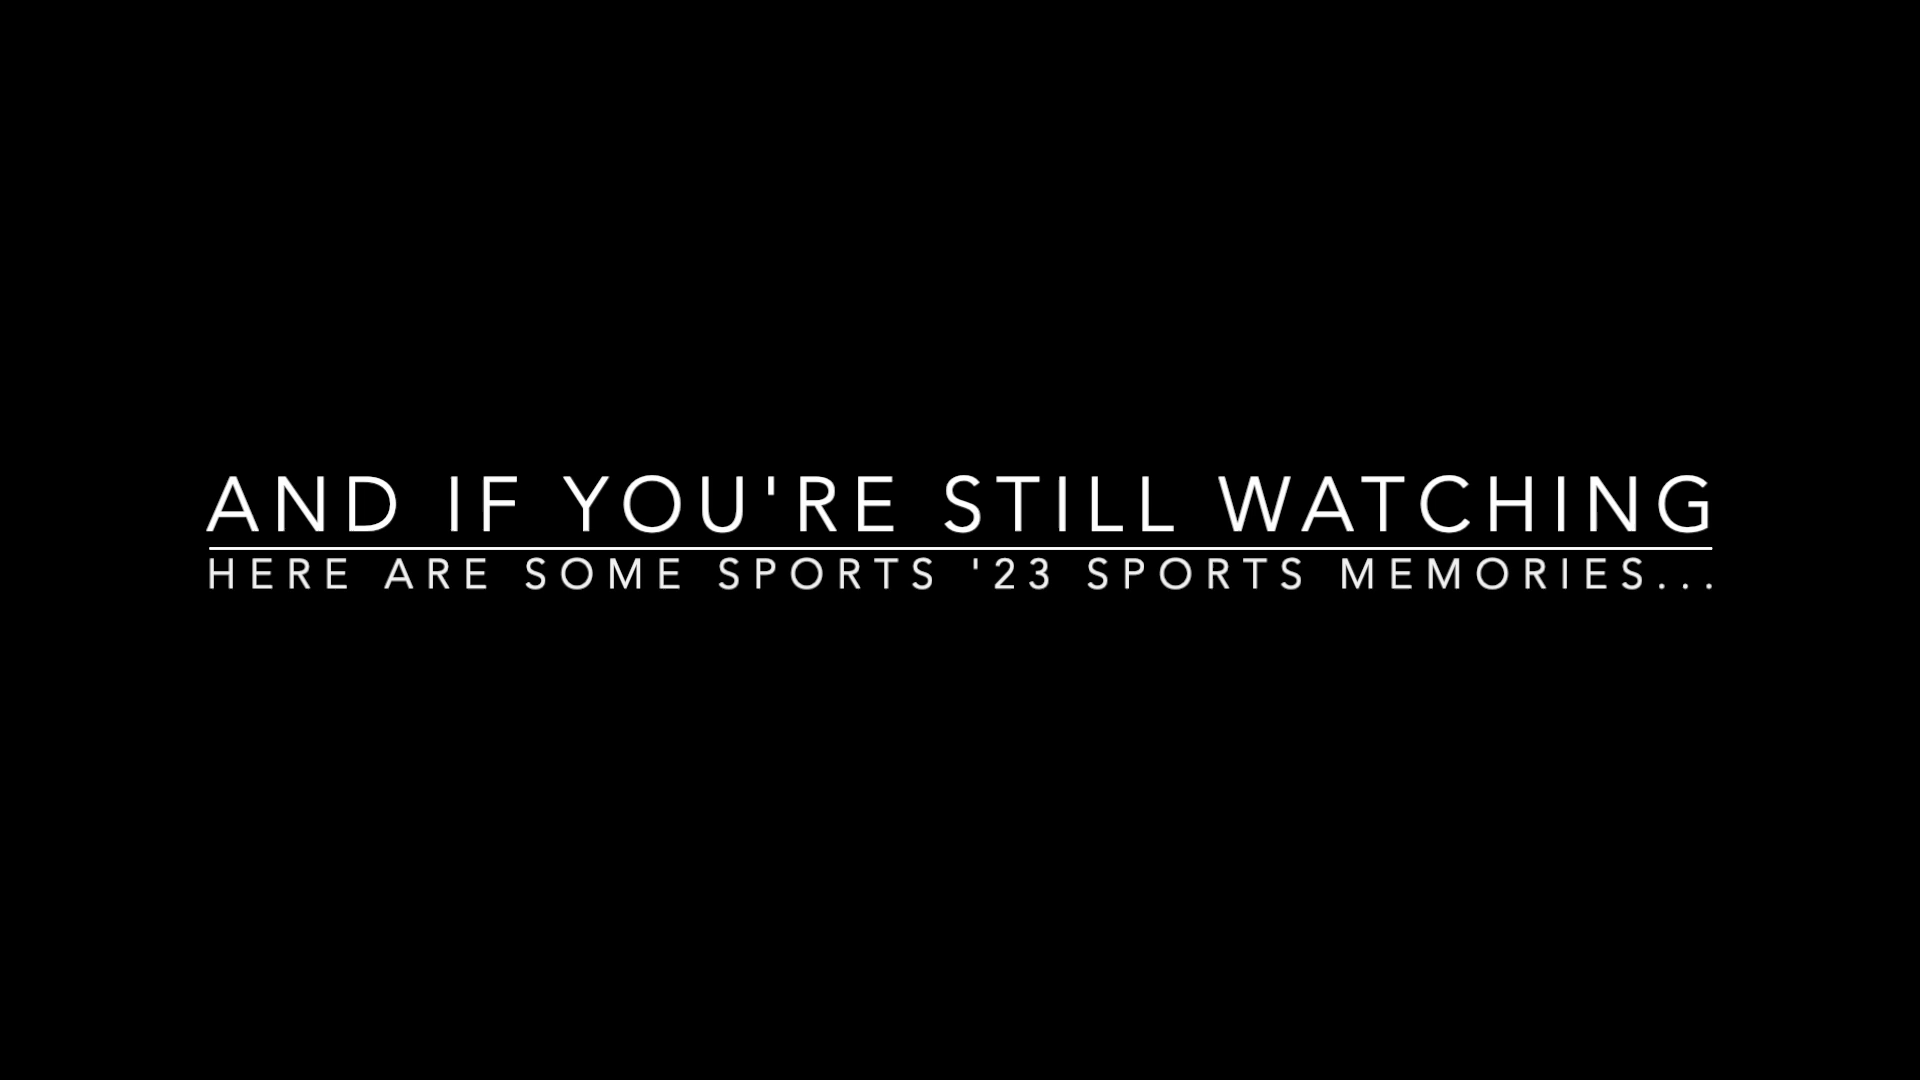 AND IF YOU'RE STILL WATCHING
HERE ARE SOME SPORTS '23 SPORTS MEMORIES...